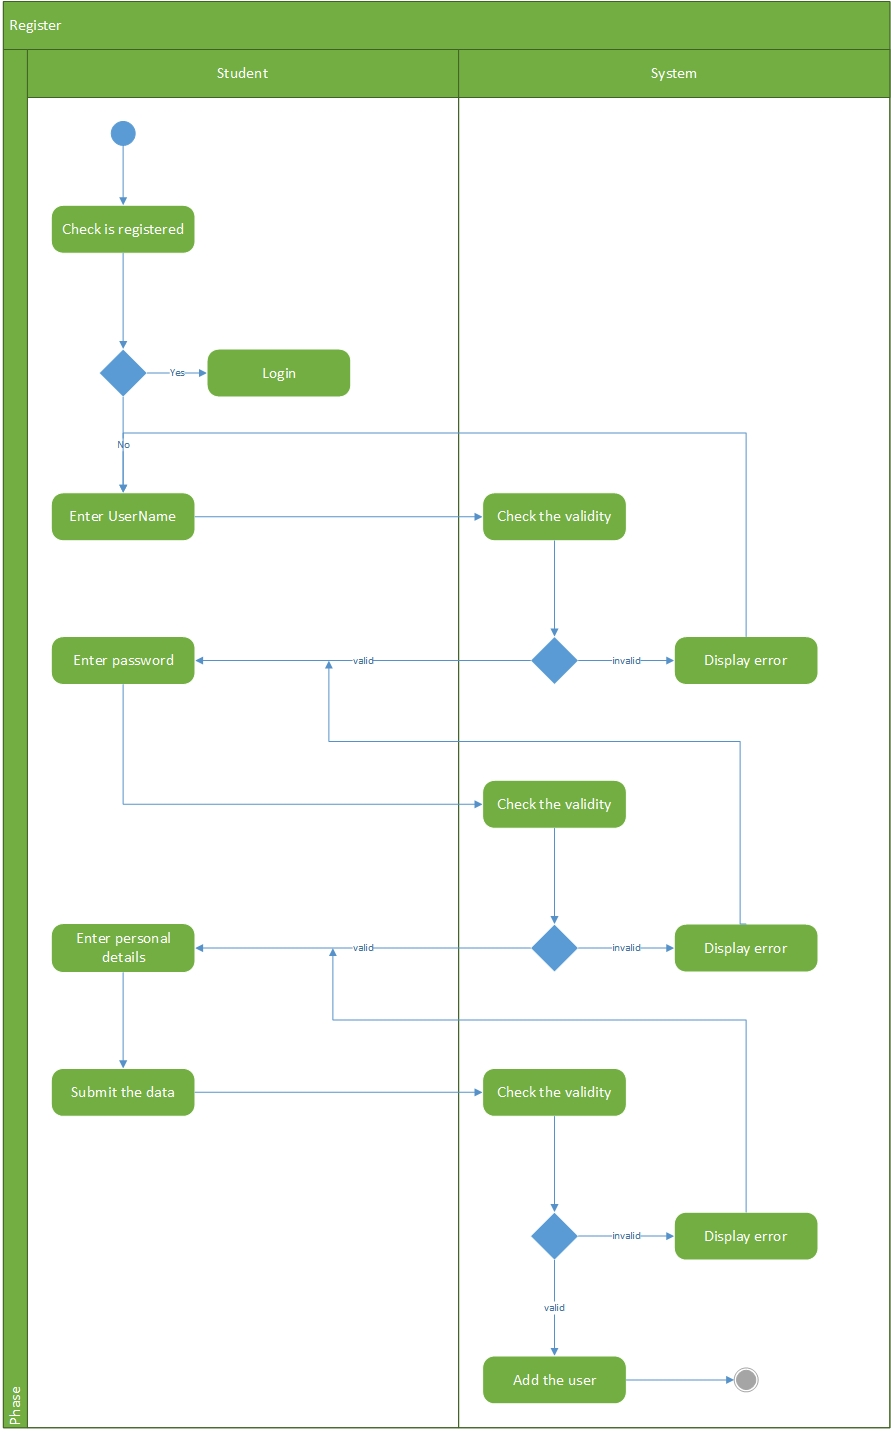 Register
Student
System
Check is registered
Yes
Login
No
Enter UserName
Check the validity
Enter password
valid
invalid
Display error
Check the validity
Enter personal
details
valid
invalid
Display error
Submit the data
Check the validity
invalid
Display error
valid
Add the user
Phase